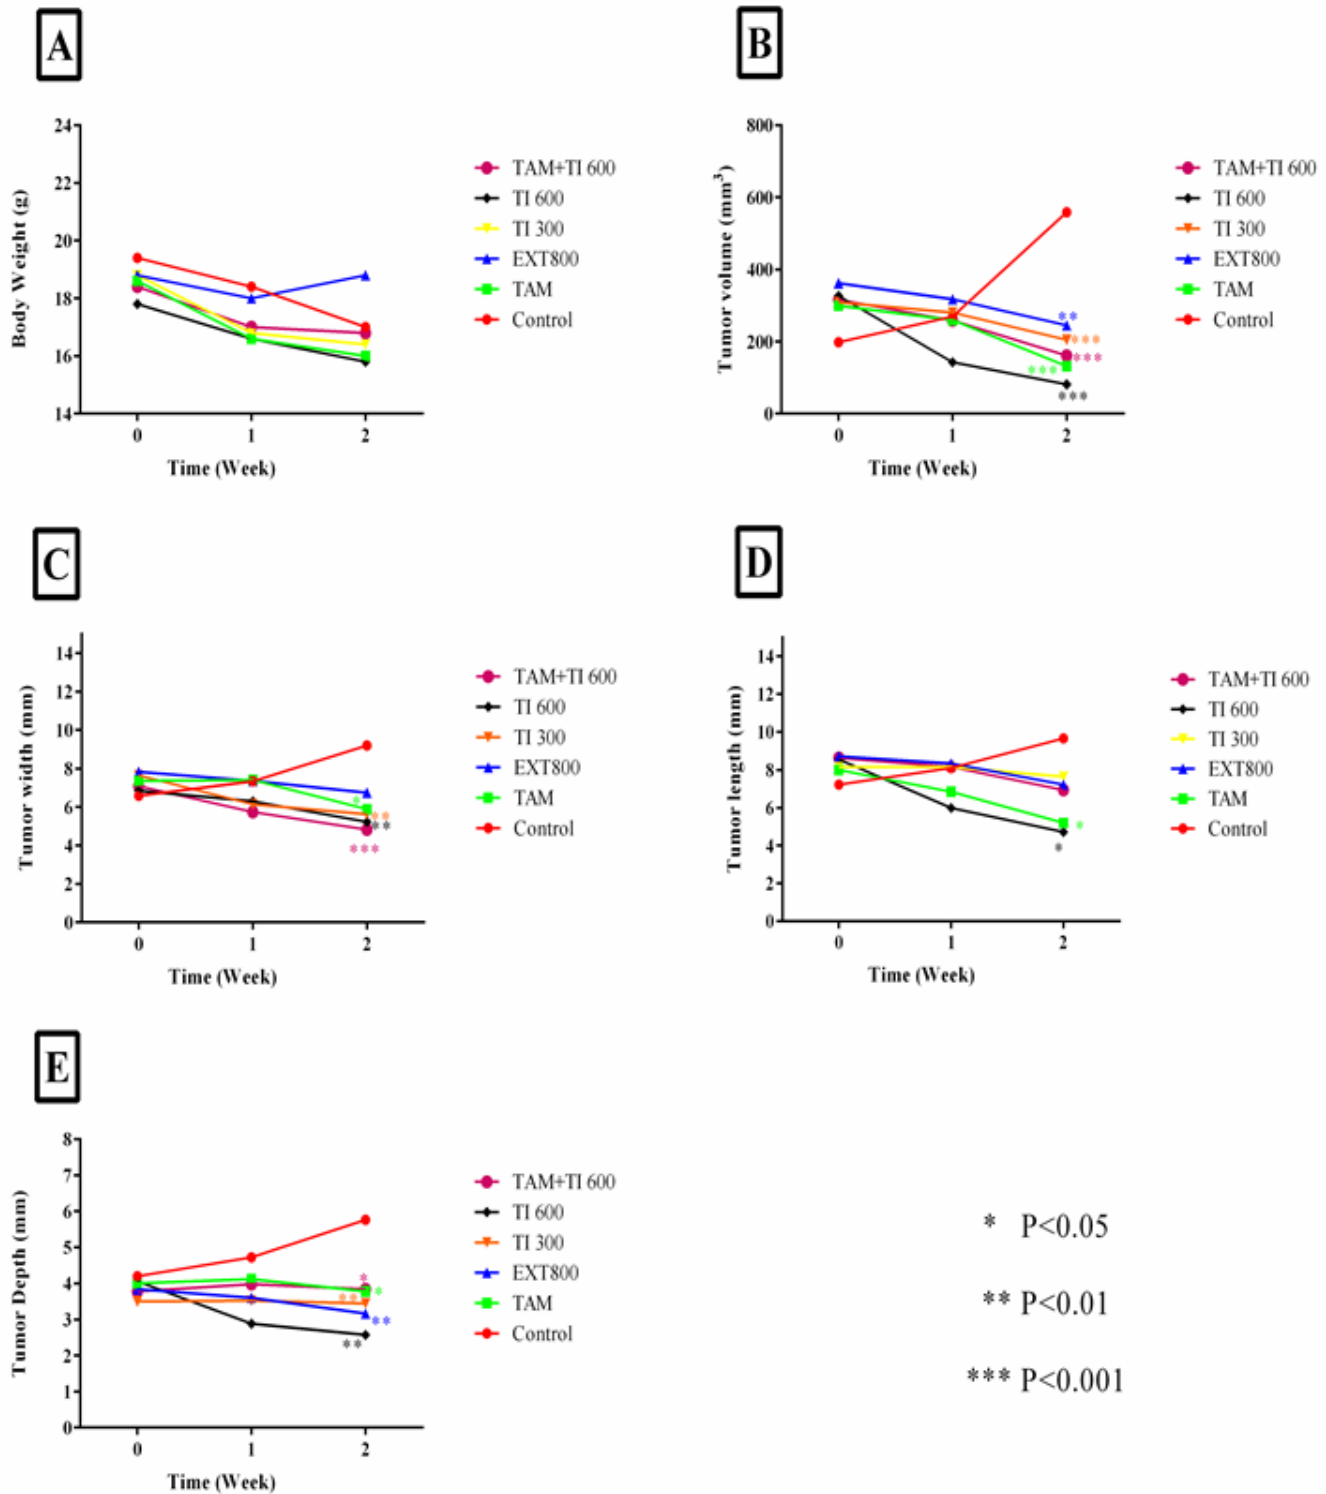 A
Body Weight (g)
24
22
20
18
16
14
0 1 2
Time (Week)
TAM+TI 600
TI 600
TI 300
EXT800
TAM
Control
B
Tumor volume (mm³)
800
600
400
200
0
0 1 2
Time (Week)
**
***
***
***
***
TAM+TI 600
TI 600
TI 300
EXT800
TAM
Control
C
Tumor width (mm)
14
12
10
8
6
4
2
0
0 1 2
Time (Week)
*
**
**
***
TAM+TI 600
TI 600
TI 300
EXT800
TAM
Control
D
Tumor length (mm)
14
12
10
8
6
4
2
0
0 1 2
Time (Week)
*
*
TAM+TI 600
TI 600
TI 300
EXT800
TAM
Control
E
Tumor Depth (mm)
8
7
6
5
4
3
2
1
0
0 1 2
Time (Week)
*
*
**
**
**
TAM+TI 600
TI 600
TI 300
EXT800
TAM
Control
* P<0.05
** P<0.01
*** P<0.001